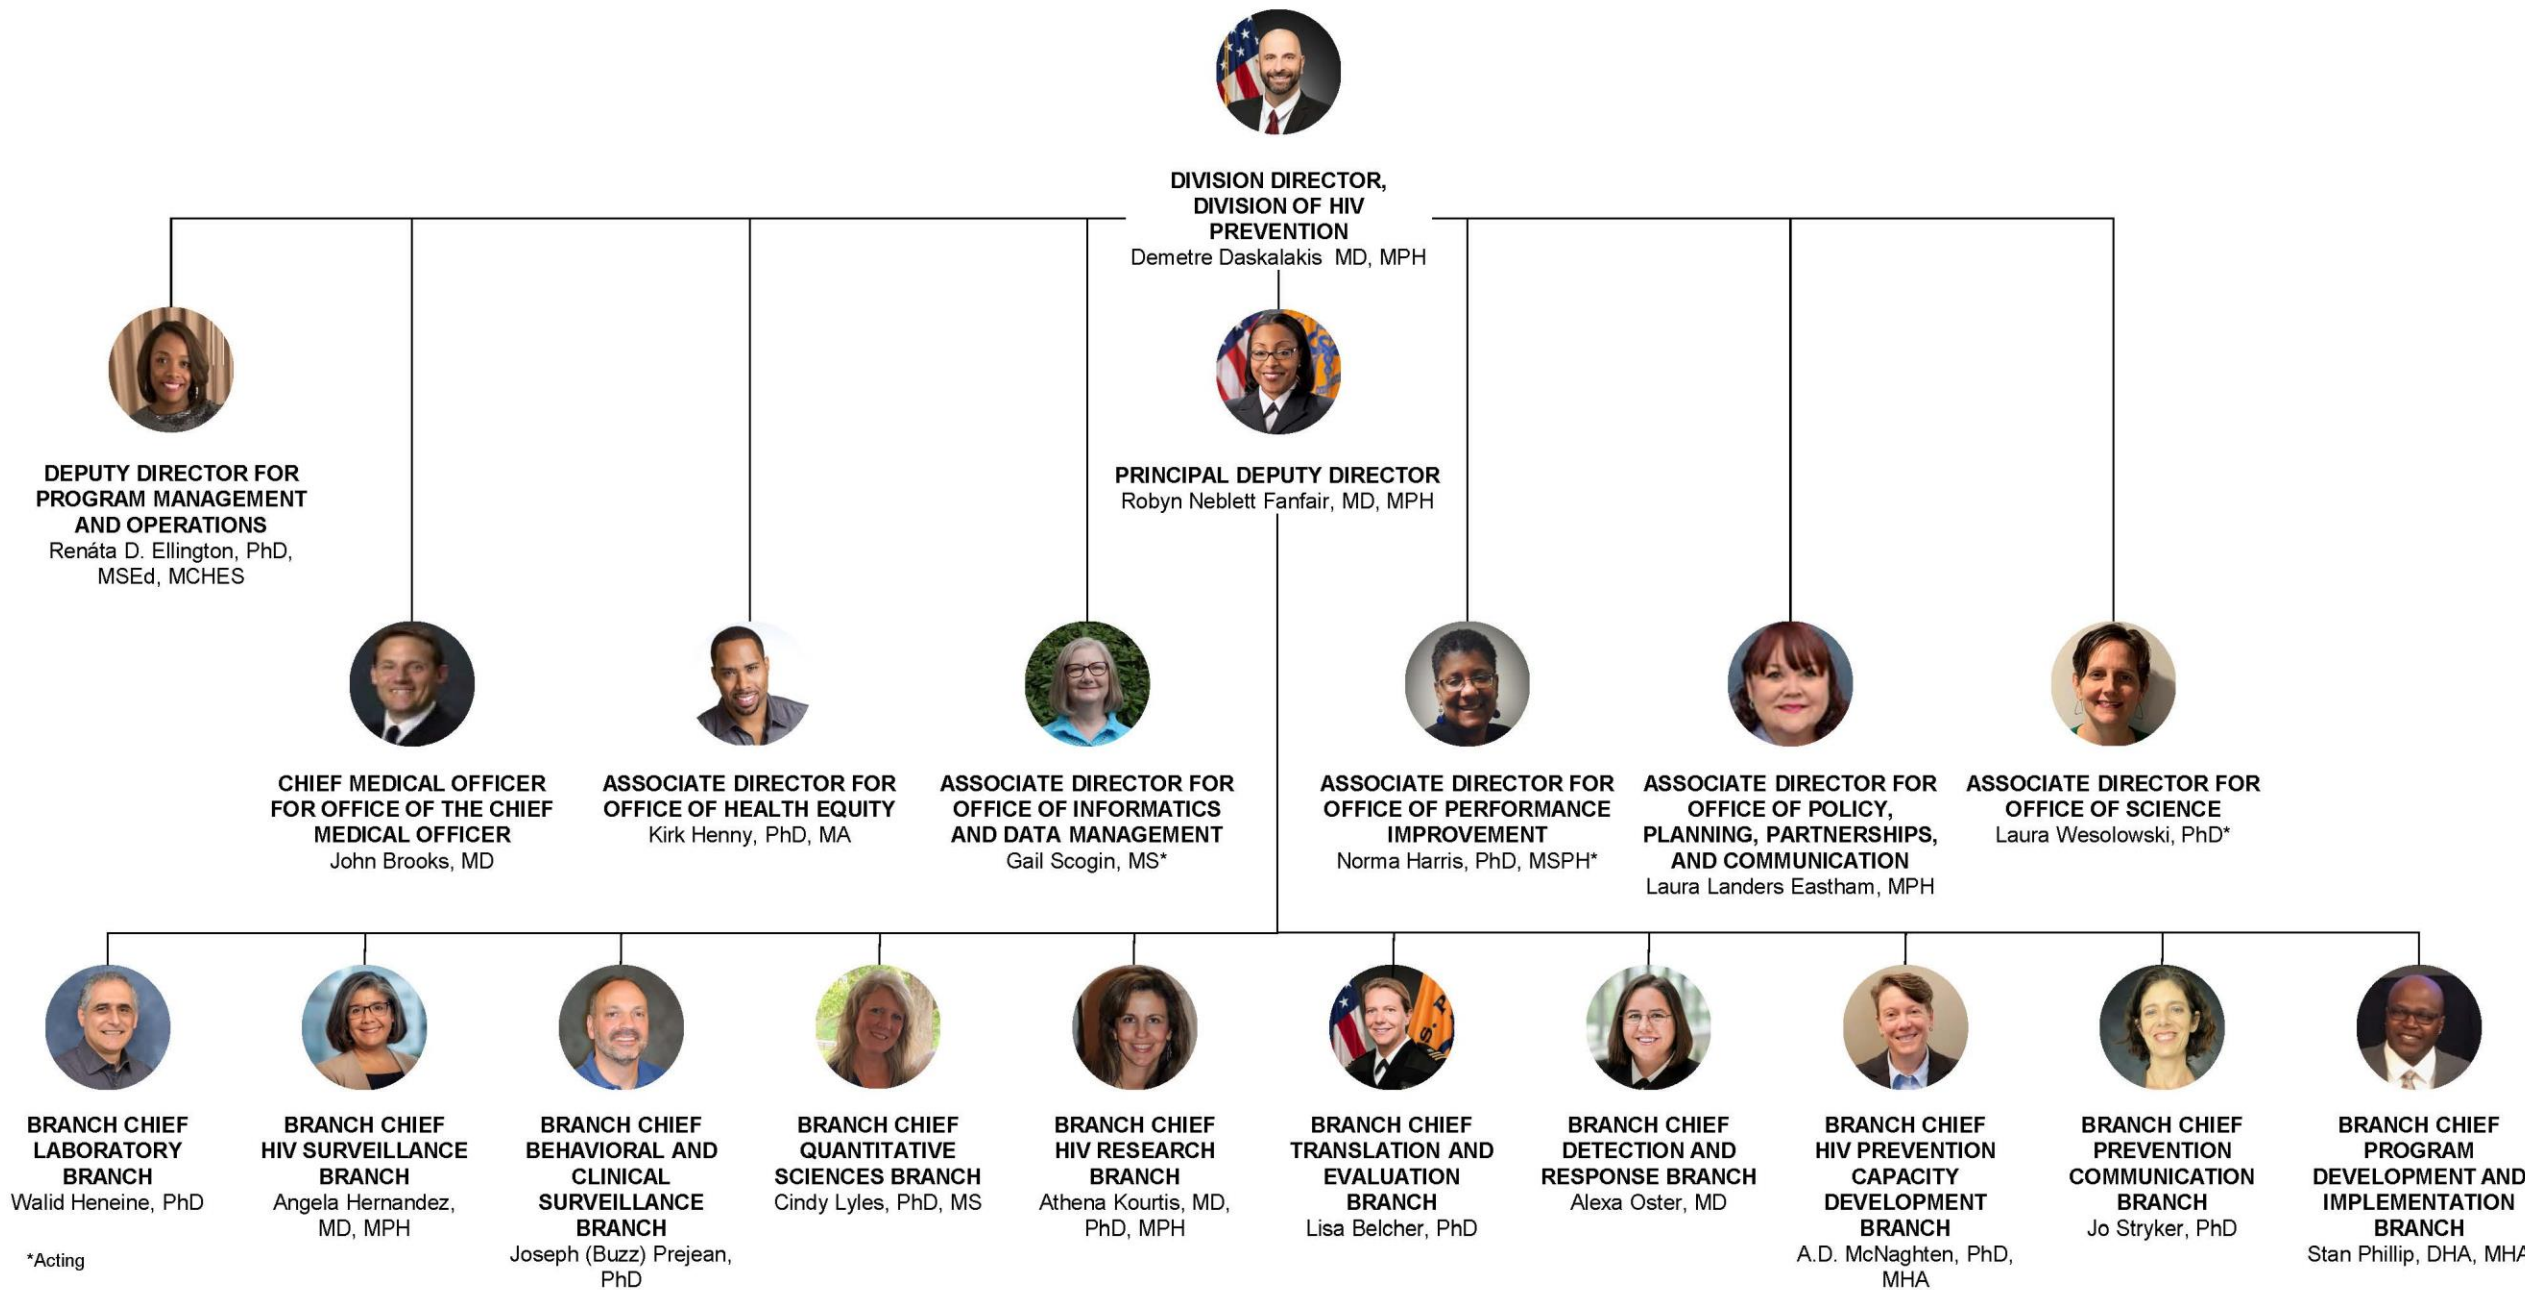 DIVISION DIRECTOR,
DIVISION OF HIV
PREVENTION
Demetre Daskalakis MD, MPH
DEPUTY DIRECTOR FOR
PROGRAM MANAGEMENT
AND OPERATIONS
Renáta D. Ellington, PhD,
MSEd, MCHES
PRINCIPAL DEPUTY DIRECTOR
Robyn Neblett Fanfair, MD, MPH
CHIEF MEDICAL OFFICER
FOR OFFICE OF THE CHIEF
MEDICAL OFFICER
John Brooks, MD
ASSOCIATE DIRECTOR FOR
OFFICE OF HEALTH EQUITY
Kirk Henny, PhD, MA
ASSOCIATE DIRECTOR FOR
OFFICE OF INFORMATICS
AND DATA MANAGEMENT
Gail Scogin, MS*
ASSOCIATE DIRECTOR FOR
OFFICE OF PERFORMANCE
IMPROVEMENT
Norma Harris, PhD, MSPH*
ASSOCIATE DIRECTOR FOR
OFFICE OF POLICY,
PLANNING, PARTNERSHIPS,
AND COMMUNICATION
Laura Landers Eastham, MPH
ASSOCIATE DIRECTOR FOR
OFFICE OF SCIENCE
Laura Wesolowski, PhD*
BRANCH CHIEF
LABORATORY
BRANCH
Walid Heneine, PhD
BRANCH CHIEF
HIV SURVEILLANCE
BRANCH
Angela Hernandez,
MD, MPH
BRANCH CHIEF
BEHAVIORAL AND
CLINICAL
SURVEILLANCE
BRANCH
Joseph (Buzz) Prejean,
PhD
BRANCH CHIEF
QUANTITATIVE
SCIENCES BRANCH
Cindy Lyles, PhD, MS
BRANCH CHIEF
HIV RESEARCH
BRANCH
Athena Kourtis, MD,
PhD, MPH
BRANCH CHIEF
TRANSLATION AND
EVALUATION
BRANCH
Lisa Belcher, PhD
BRANCH CHIEF
DETECTION AND
RESPONSE BRANCH
Alexa Oster, MD
BRANCH CHIEF
HIV PREVENTION
CAPACITY
DEVELOPMENT
BRANCH
A.D. McNaghten, PhD,
MHA
BRANCH CHIEF
PREVENTION
COMMUNICATION
BRANCH
Jo Stryker, PhD
BRANCH CHIEF
PROGRAM
DEVELOPMENT AND
IMPLEMENTATION
BRANCH
Stan Phillip, DHA, MHA
*Acting